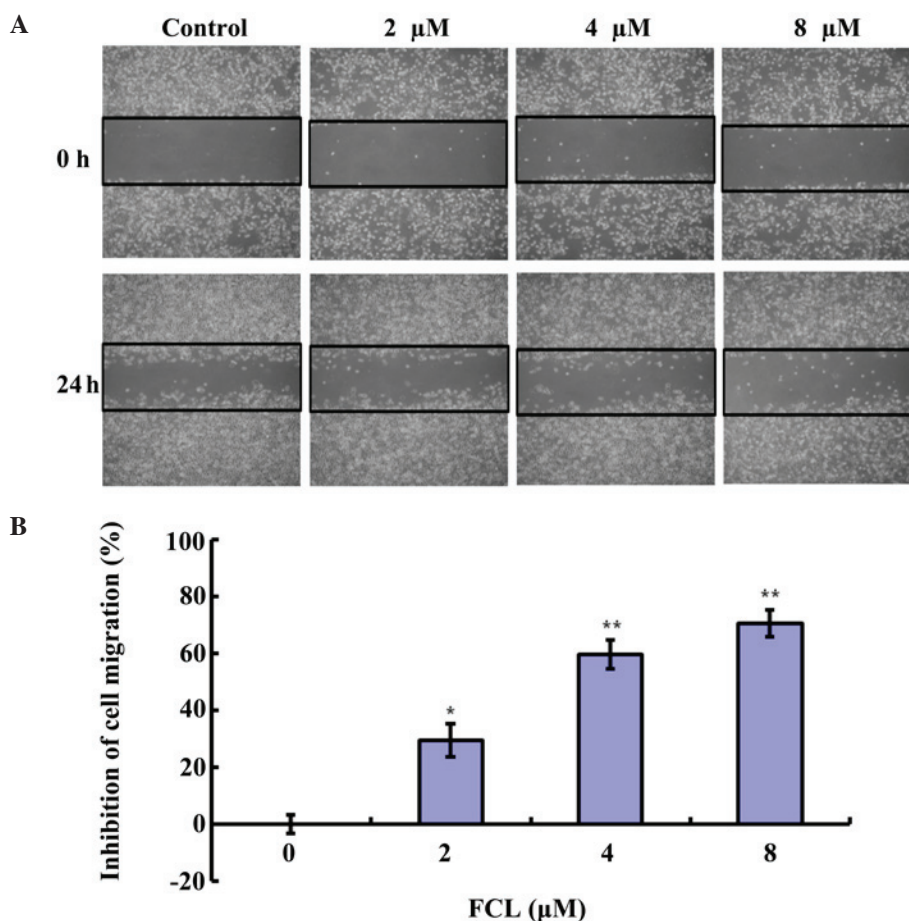 A
Control 2 µM 4 µM 8 µM
0 h
24 h
B
Inhibition of cell migration (%)
100
80
60
40
20
0
-20
*
**
**
0 2 4 8
FCL (µM)